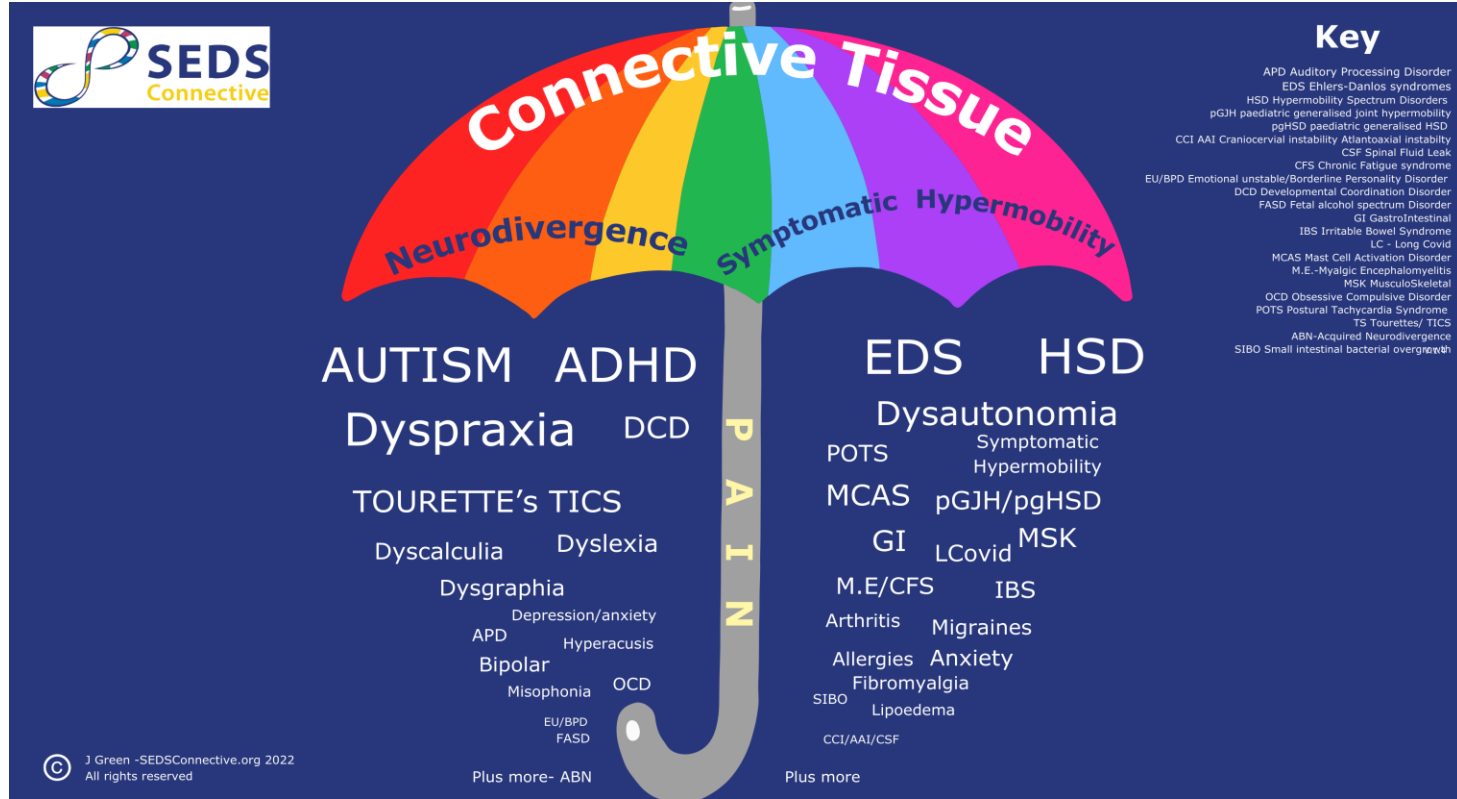 SEDS
Connective
Connective Tissue
Neurodivergence
Symptomatic Hypermobility
AUTISM ADHD
Dyspraxia DCD
TOURETTE's TICS
Dyscalculia Dyslexia
Dysgraphia
Depression/anxiety
APD Hyperacusis
Bipolar
Misophonia OCD
EU/BPD
FASD
Plus more- ABN
PAIN
EDS HSD
Dysautonomia
POTS Symptomatic
Hypermobility
MCAS pGJH/pgHSD
GI LCovid MSK
M.E/CFS IBS
Arthritis Migraines
Allergies Anxiety
Fibromyalgia
SIBO Lipoedema
CCI/AAI/CSF
Plus more
Key
APD Auditory Processing Disorder
EDS Ehlers-Danlos syndromes
HSD Hypermobility Spectrum Disorders
pGJH paediatric generalised joint hypermobility
pgHSD paediatric generalised HSD
CCI AAI Craniocervial instability Atlantoaxial instabilty
CSF Spinal Fluid Leak
CFS Chronic Fatigue syndrome
EU/BPD Emotional unstable/Borderline Personality Disorder
DCD Developmental Coordination Disorder
FASD Fetal alcohol spectrum Disorder
GI GastroIntestinal
IBS Irritable Bowel Syndrome
LC - Long Covid
MCAS Mast Cell Activation Disorder
M.E.-Myalgic Encephalomyelitis
MSK MusculoSkeletal
OCD Obsessive Compulsive Disorder
POTS Postural Tachycardia Syndrome
TS Tourettes/ TICS
ABN-Acquired Neurodivergence
SIBO Small intestinal bacterial overgrowth
© J Green -SEDSConnective.org 2022
All rights reserved